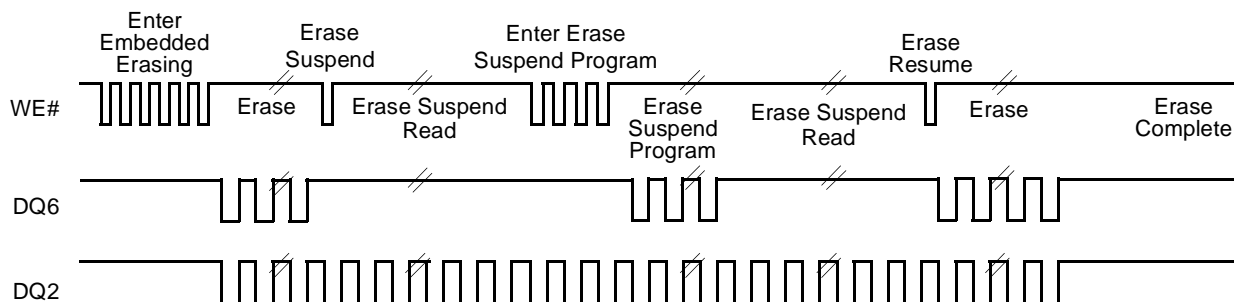 Enter
Embedded
Erasing
Erase
Suspend
Enter Erase
Suspend Program
Erase
Resume
WE#
Erase
Erase Suspend
Read
Erase
Suspend
Program
Erase Suspend
Read
Erase
Erase
Complete
DQ6
DQ2